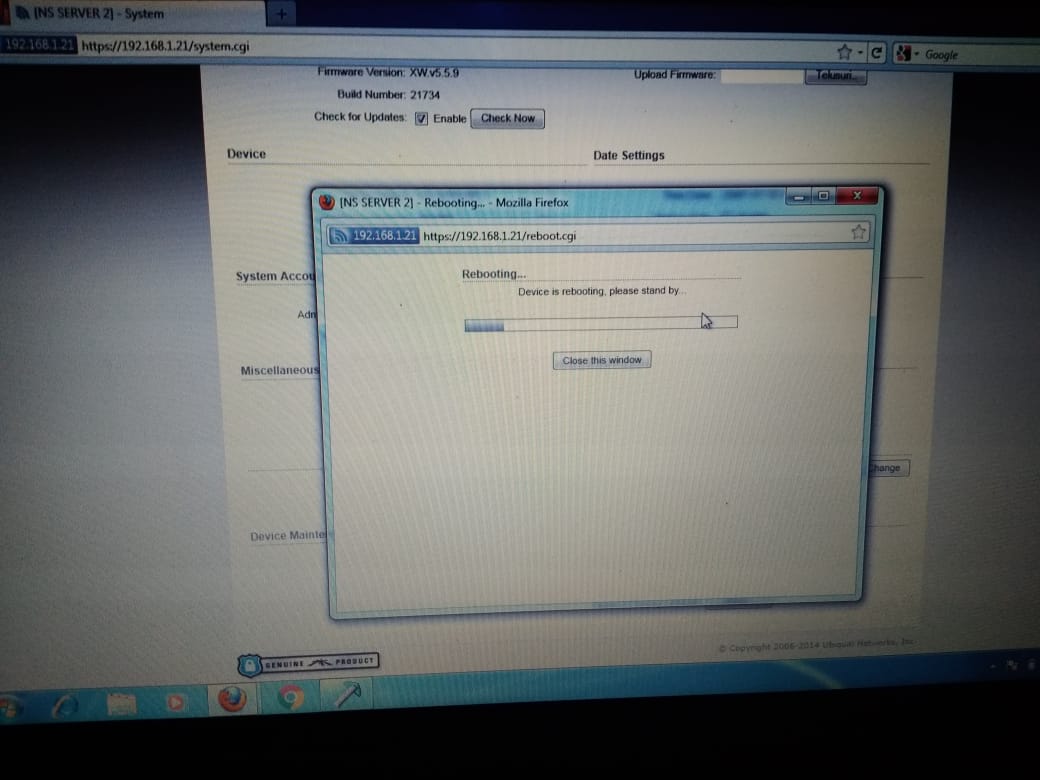 [NS SERVER 2] - System
192.168.1.21 https://192.168.1.21/system.cgi
Google
Firmware Version: XW.v5.5.9
Upload Firmware: Telusuri...
Build Number: 21734
Check for Updates: Enable Check Now
Device
Date Settings
[NS SERVER 2] - Rebooting... - Mozilla Firefox
192.168.1.21 https://192.168.1.21/reboot.cgi
Rebooting...
Device is rebooting, please stand by...
Close this window
System Accou
Adn
Miscellaneous
hange
Device Mainte
© Copyright 2006-2014 Ubiquiti Networks, Inc.
GENUINE PRODUCT